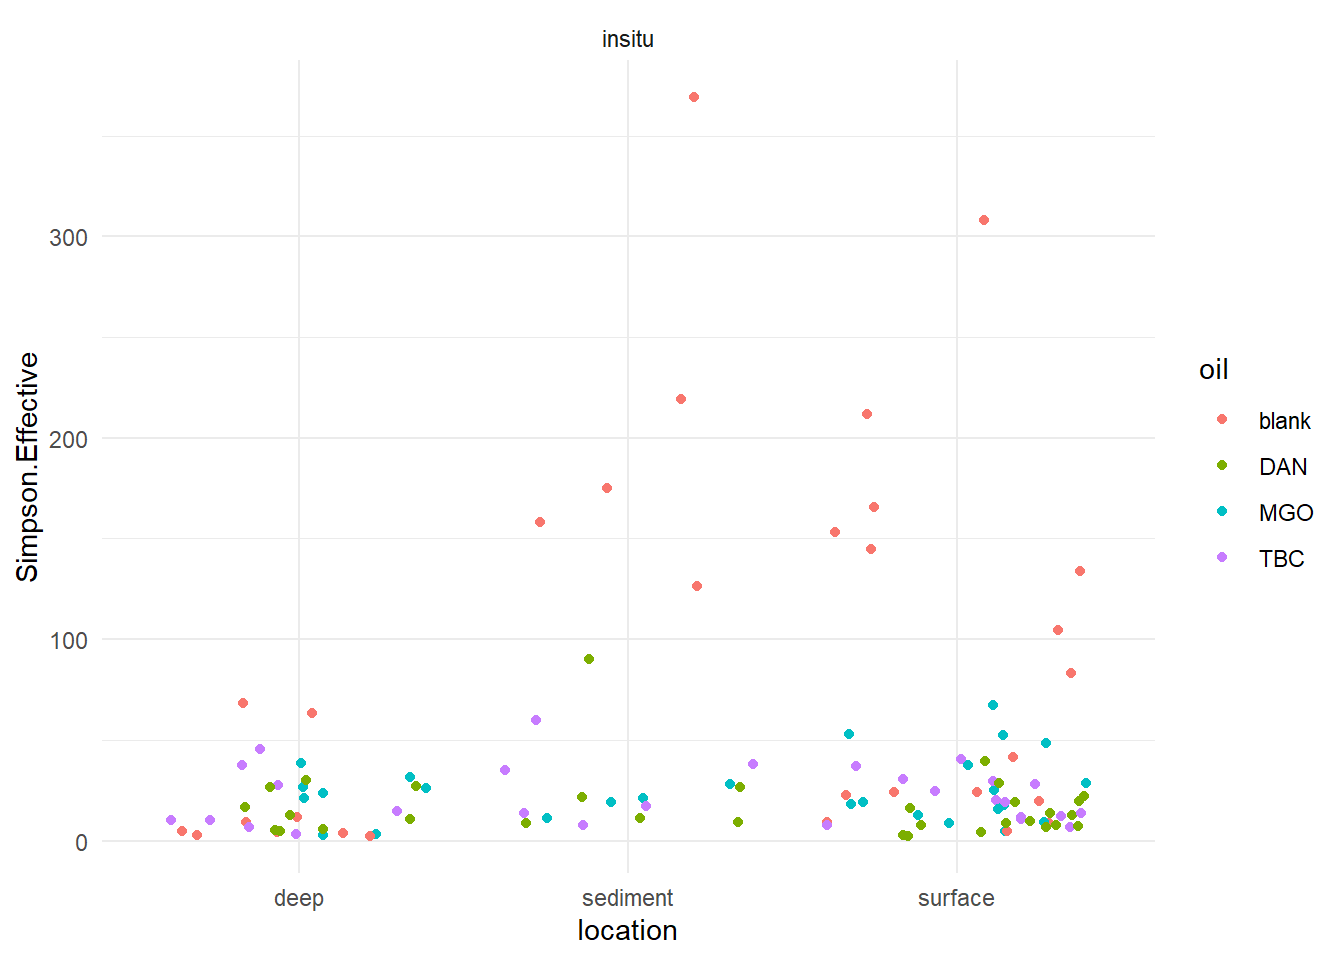 insitu
300
200
100
0
Simpson.Effective
deep sediment surface
location
oil
blank
DAN
MGO
TBC